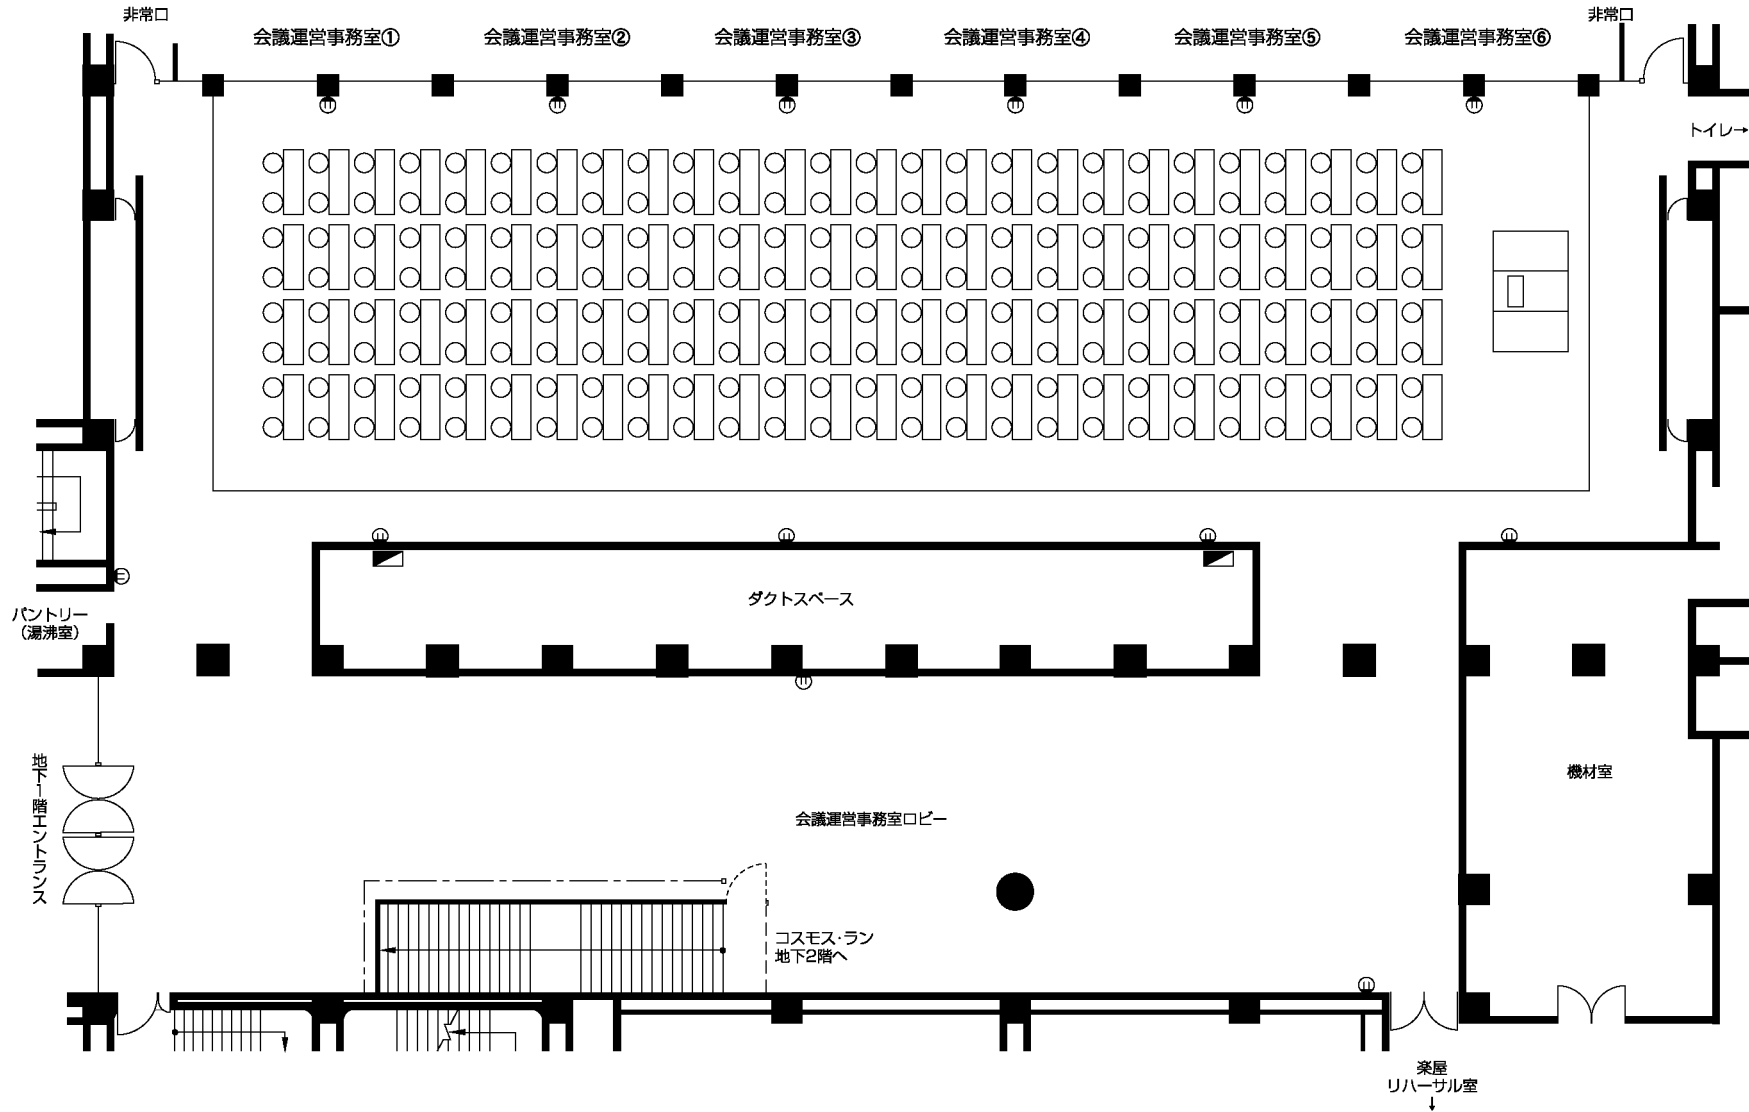 非常口
非常口
会議運営事務室①
会議運営事務室②
会議運営事務室③
会議運営事務室④
会議運営事務室⑤
会議運営事務室⑥
トイレ→
ダクトスペース
パントリー
（湯沸室）
地下1階エントランス
機材室
会議運営事務室ロビー
コスモス・ラン
地下2階へ
楽屋
リハーサル室
↓